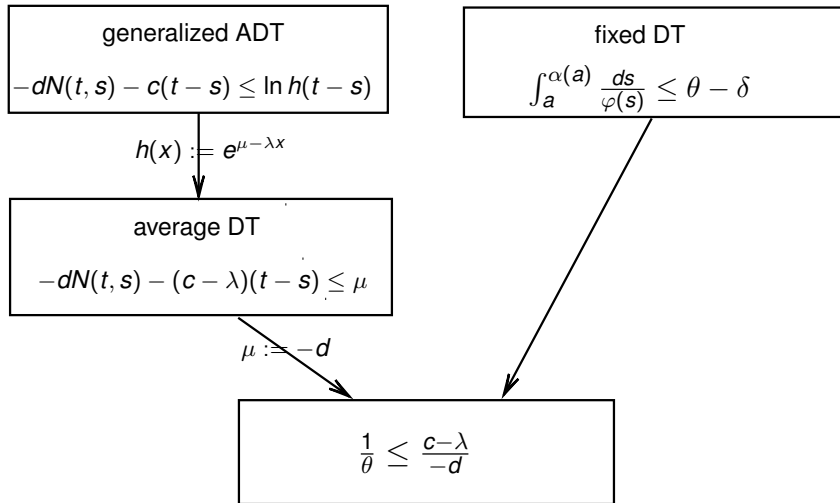 generalized ADT
−dN(t, s) − c(t − s) ≤ ln h(t − s)
h(x) := e^{μ−λx}
average DT
−dN(t, s) − (c − λ)(t − s) ≤ μ
μ := −d
fixed DT
∫_a^{α(a)} ds/φ(s) ≤ θ − δ
1/θ ≤ (c−λ)/(−d)